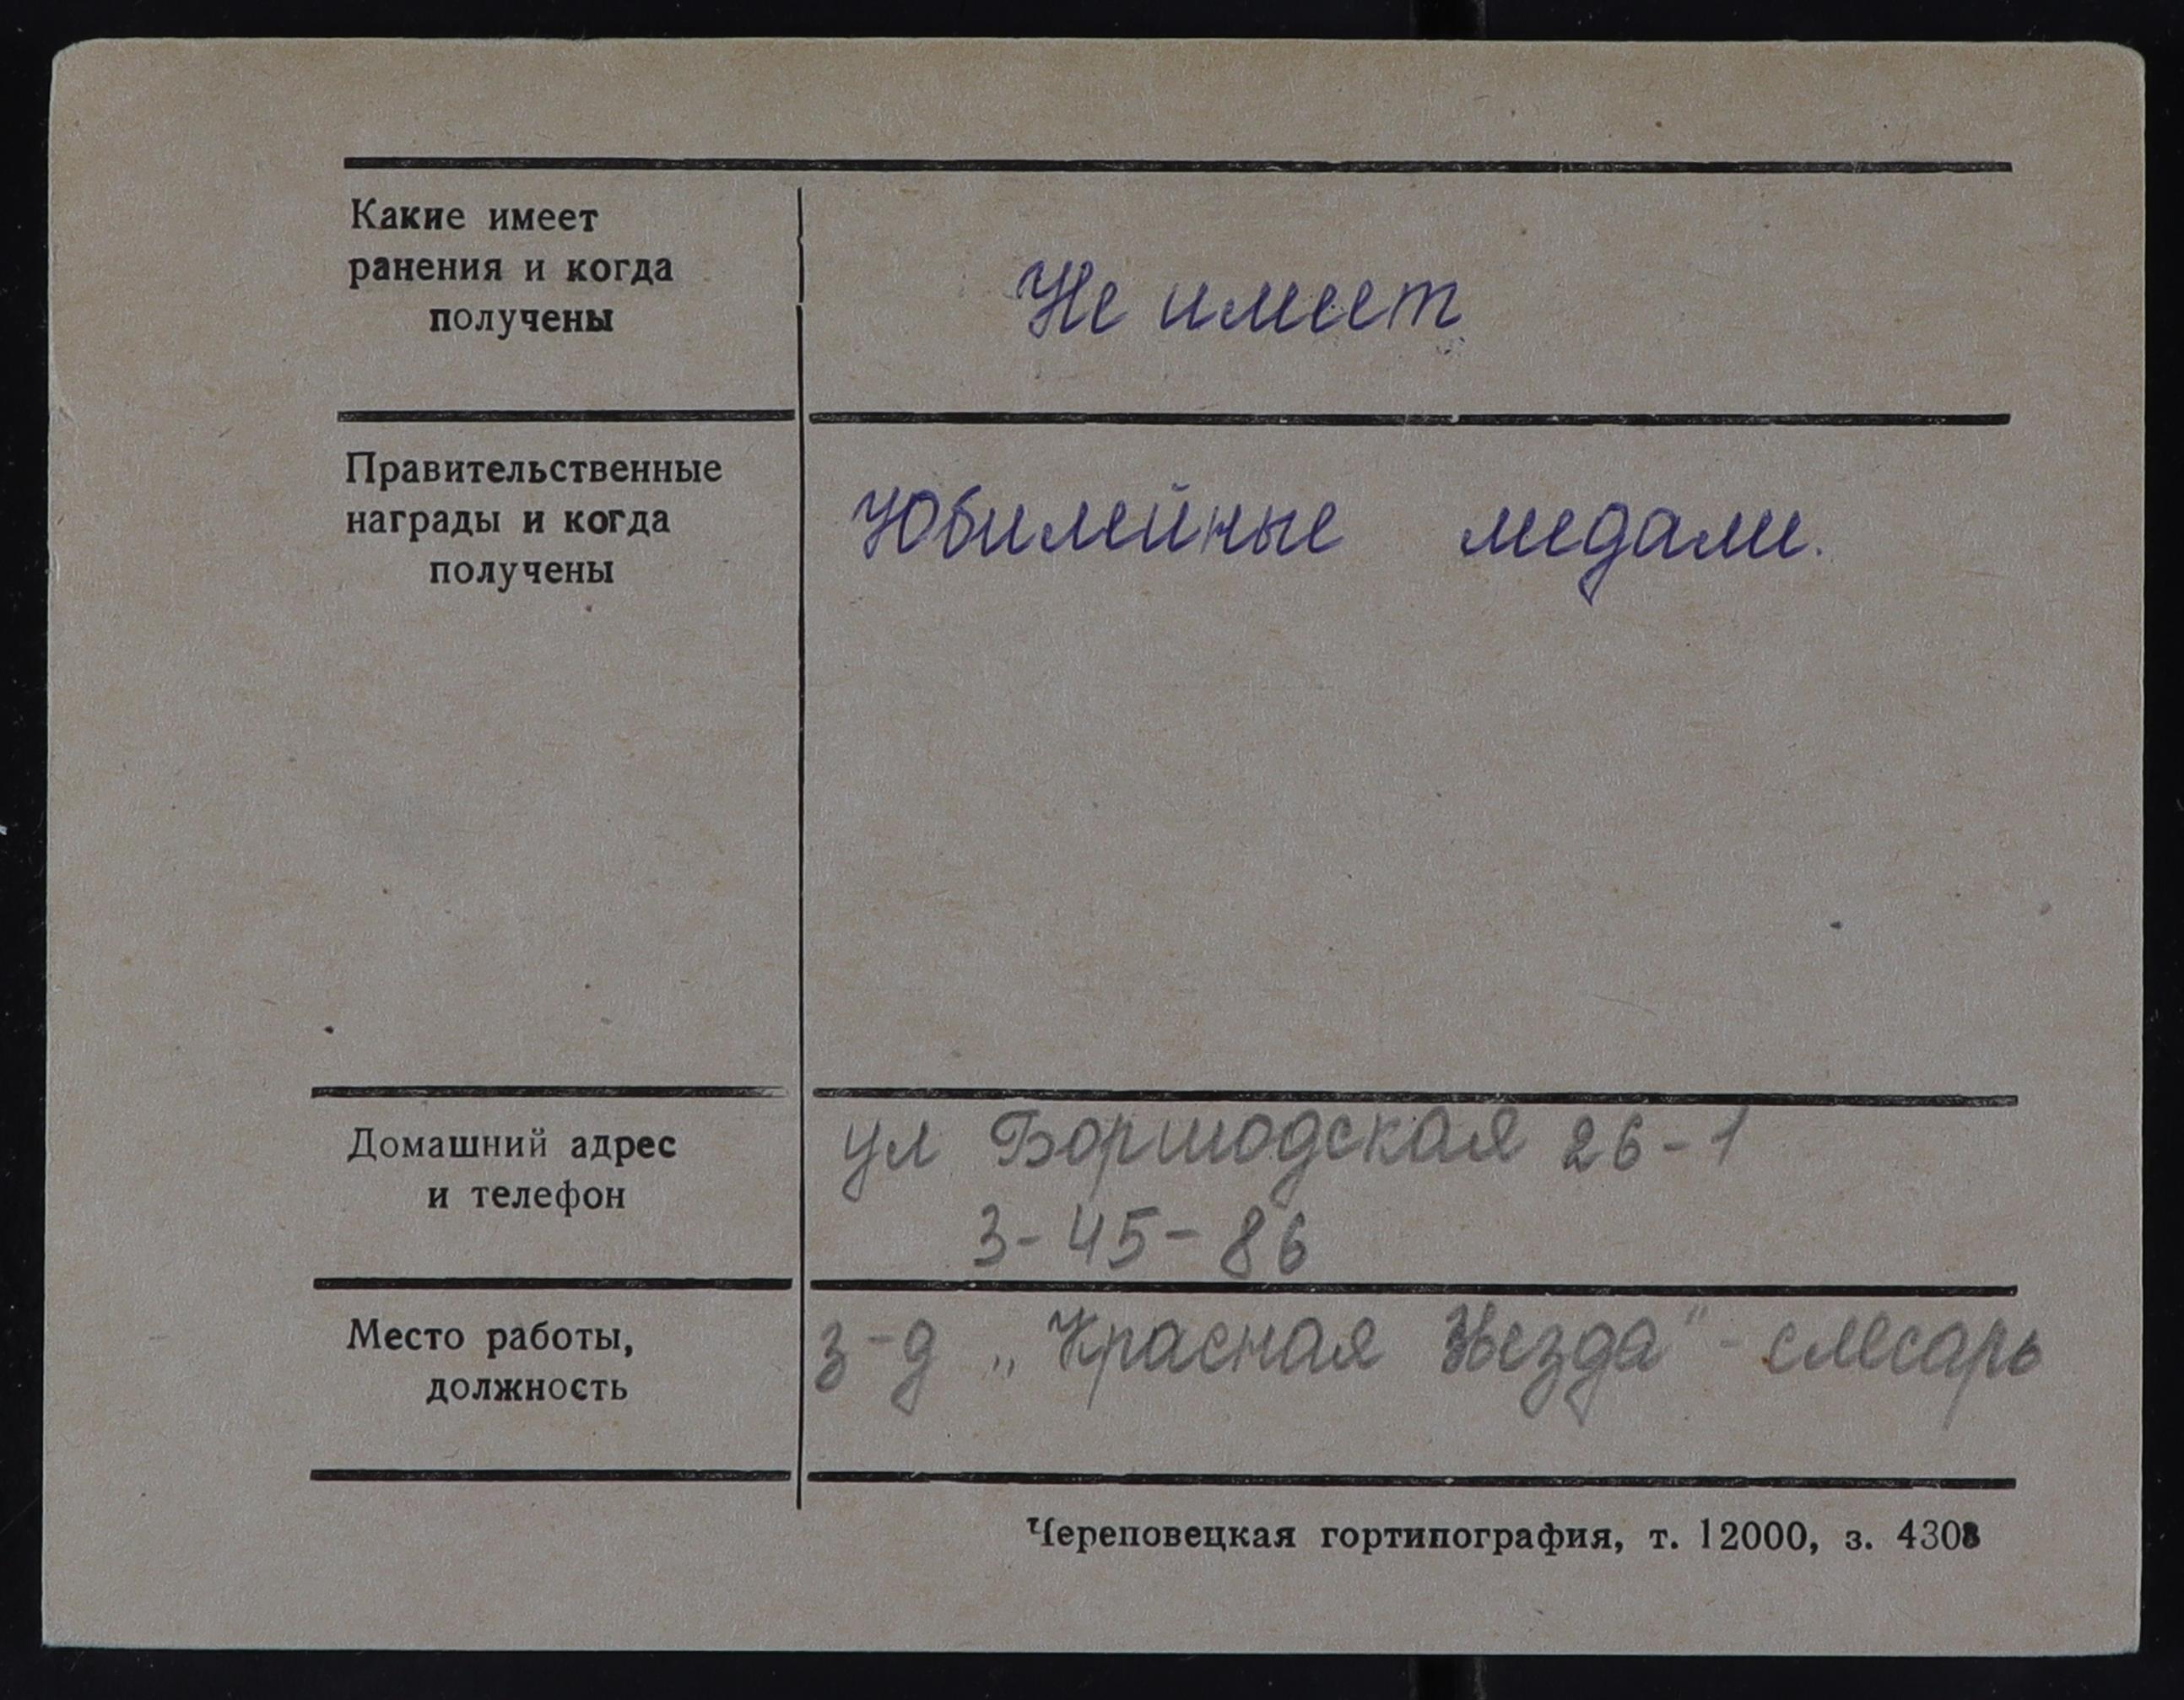 Какие имеет
ранения и когда
получены
Не имеет
Правительственные
награды и когда
получены
Юбилейные медали.
Домашний адрес
и телефон
ул Боршодская 26-1
3-45-86
Место работы,
должность
з-д „Красная Звезда" - слесарь
Череповецкая гортипография, т. 12000, з. 4308